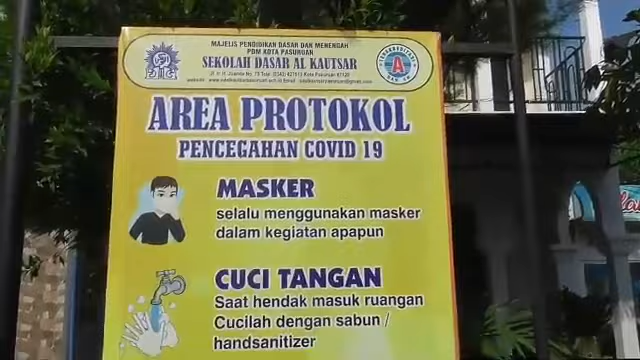 MAJELIS PENDIDIKAN DASAR DAN MENENGAH
PDM KOTA PASURUAN
SEKOLAH DASAR AL KAUTSAR
AREA PROTOKOL
PENCEGAHAN COVID 19
MASKER
selalu menggunakan masker
dalam kegiatan apapun
CUCI TANGAN
Saat hendak masuk ruangan
Cucilah dengan sabun /
handsanitizer